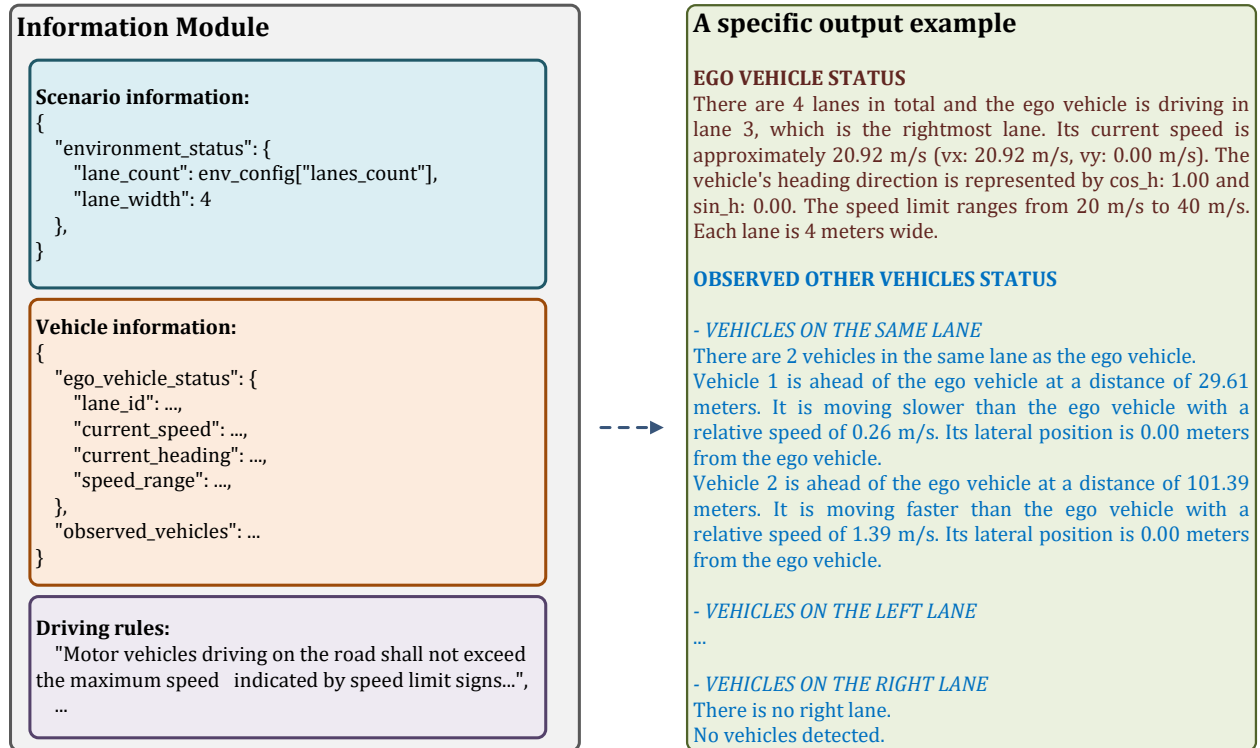 Information Module
Scenario information:
{
"environment_status": {
"lane_count": env_config["lanes_count"],
"lane_width": 4
},
}
Vehicle information:
{
"ego_vehicle_status": {
"lane_id": ...,
"current_speed": ...,
"current_heading": ...,
"speed_range": ...,
},
"observed_vehicles": ...
}
Driving rules:
"Motor vehicles driving on the road shall not exceed
the maximum speed indicated by speed limit signs...",
...
A specific output example
EGO VEHICLE STATUS
There are 4 lanes in total and the ego vehicle is driving in
lane 3, which is the rightmost lane. Its current speed is
approximately 20.92 m/s (vx: 20.92 m/s, vy: 0.00 m/s). The
vehicle's heading direction is represented by cos_h: 1.00 and
sin_h: 0.00. The speed limit ranges from 20 m/s to 40 m/s.
Each lane is 4 meters wide.
OBSERVED OTHER VEHICLES STATUS
- VEHICLES ON THE SAME LANE
There are 2 vehicles in the same lane as the ego vehicle.
Vehicle 1 is ahead of the ego vehicle at a distance of 29.61
meters. It is moving slower than the ego vehicle with a
relative speed of 0.26 m/s. Its lateral position is 0.00 meters
from the ego vehicle.
Vehicle 2 is ahead of the ego vehicle at a distance of 101.39
meters. It is moving faster than the ego vehicle with a
relative speed of 1.39 m/s. Its lateral position is 0.00 meters
from the ego vehicle.
- VEHICLES ON THE LEFT LANE
...
- VEHICLES ON THE RIGHT LANE
There is no right lane.
No vehicles detected.